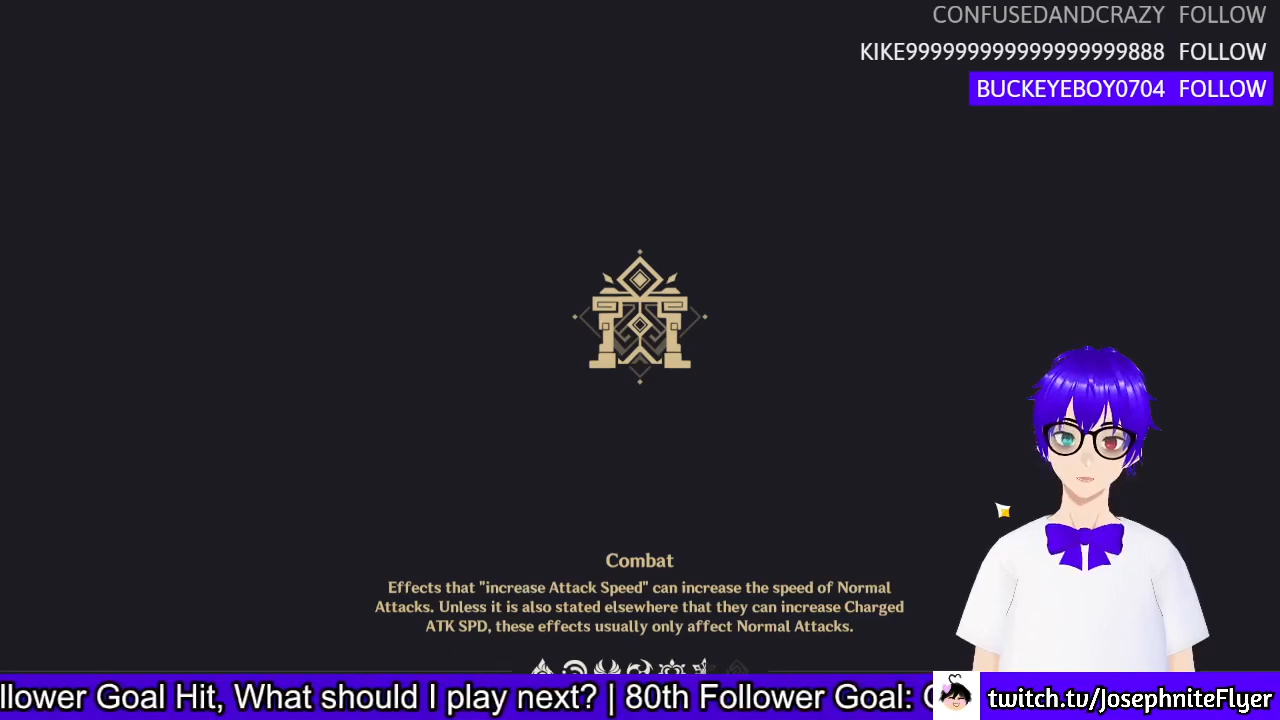 CONFUSEDANDCRAZY FOLLOW
KIKE999999999999999999888 FOLLOW
BUCKEYEBOY0704 FOLLOW
Combat
Effects that "increase Attack Speed" can increase the speed of Normal
Attacks. Unless it is also stated elsewhere that they can increase Charged
ATK SPD, these effects usually only affect Normal Attacks.
llower Goal Hit, What should I play next? | 80th Follower Goal:
twitch.tv/JosephniteFlyer